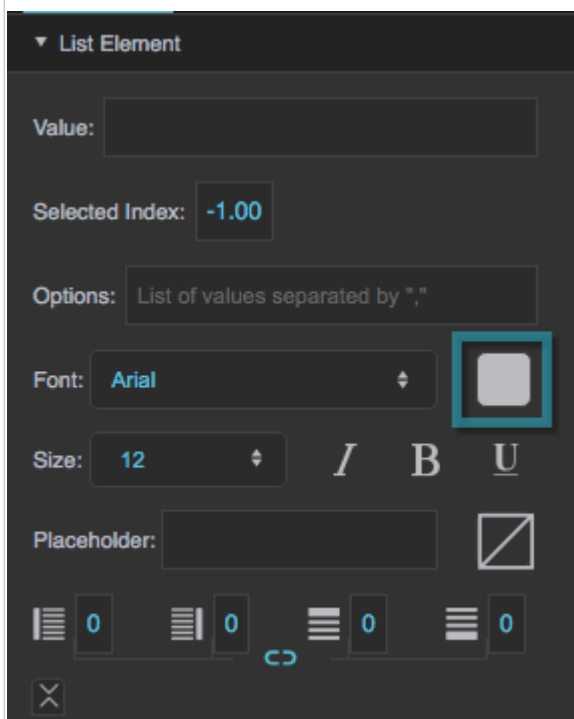 List Element
Value:
Selected Index: -1.00
Options: List of values separated by ","
Font: Arial
Size: 12 I B U
Placeholder:
0 0 0 0